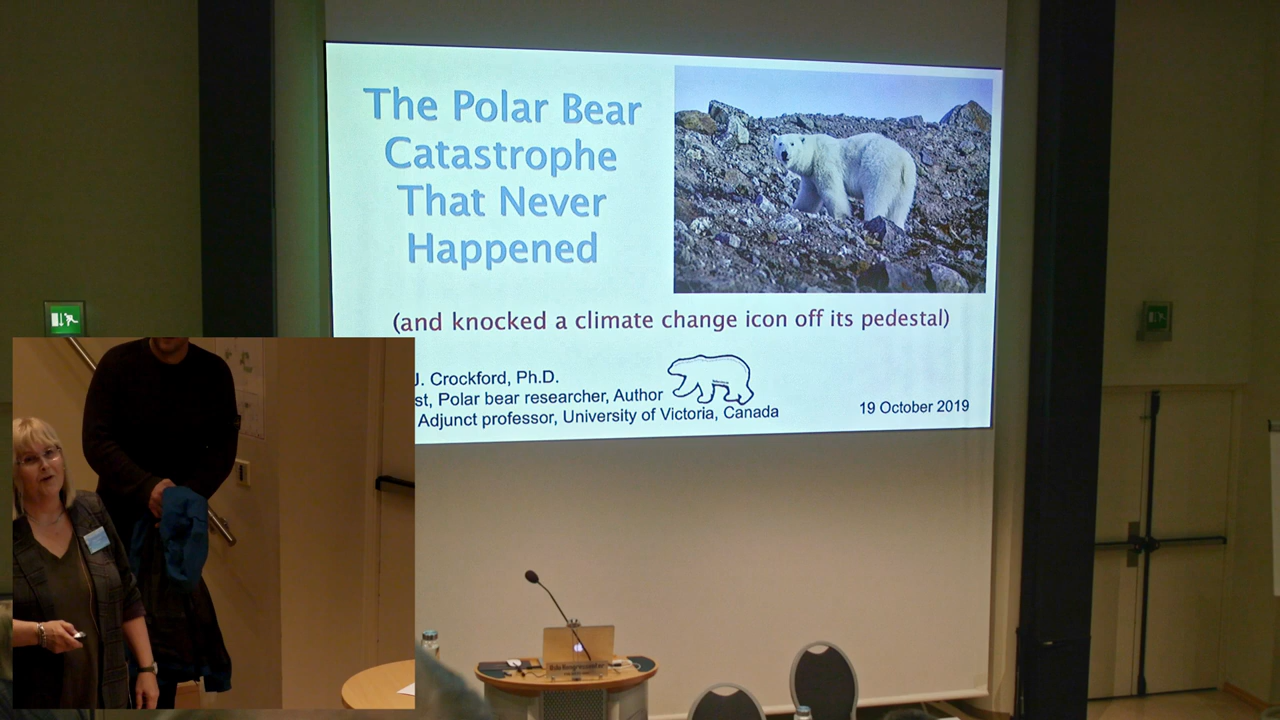 The Polar Bear
Catastrophe
That Never
Happened
(and knocked a climate change icon off its pedestal)
J. Crockford, Ph.D.
st, Polar bear researcher, Author
Adjunct professor, University of Victoria, Canada
19 October 2019